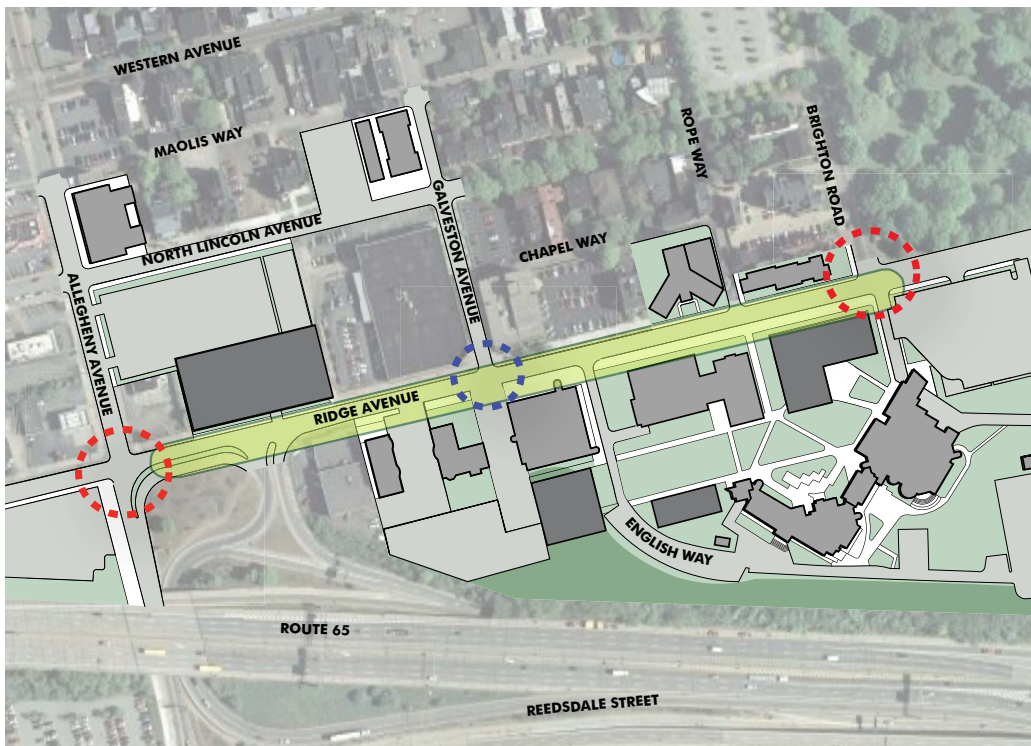 WESTERN AVENUE
MAOLIS WAY
ROPE WAY
BRIGHTON ROAD
NORTH LINCOLN AVENUE
GALVESTON AVENUE
CHAPEL WAY
ALLEGHENY AVENUE
RIDGE AVENUE
ENGLISH WAY
ROUTE 65
REEDSDALE STREET